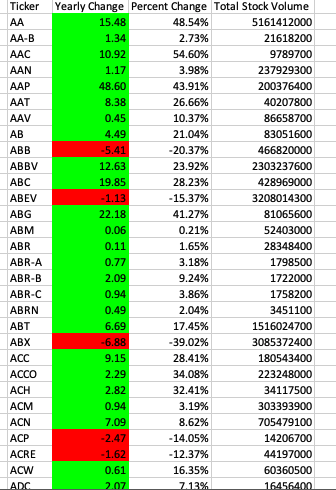 Ticker Yearly Change Percent Change Total Stock Volume
AA 15.48 48.54% 5161412000
AA-B 1.34 2.73% 21618200
AAC 10.92 54.60% 9789700
AAN 1.17 3.98% 237929300
AAP 48.60 43.91% 200376400
AAT 8.38 26.66% 40207800
AAV 0.45 10.37% 86658700
AB 4.49 21.04% 83051600
ABB -5.41 -20.37% 466820000
ABBV 12.63 23.92% 2303237600
ABC 19.85 28.23% 428969000
ABEV -1.13 -15.37% 3208014300
ABG 22.18 41.27% 81065600
ABM 0.06 0.21% 52403000
ABR 0.11 1.65% 28348400
ABR-A 0.77 3.18% 1798500
ABR-B 2.09 9.24% 1722000
ABR-C 0.94 3.86% 1758200
ABRN 0.49 2.04% 3451100
ABT 6.69 17.45% 1516024700
ABX -6.88 -39.02% 3085372400
ACC 9.15 28.41% 180543400
ACCO 2.29 34.08% 223248000
ACH 2.82 32.41% 34117500
ACM 0.94 3.19% 303393900
ACN 7.09 8.62% 705479100
ACP -2.47 -14.05% 14206700
ACRE -1.62 -12.37% 44197000
ACW 0.61 16.35% 60360500
ADC 2.07 7.13% 16456400